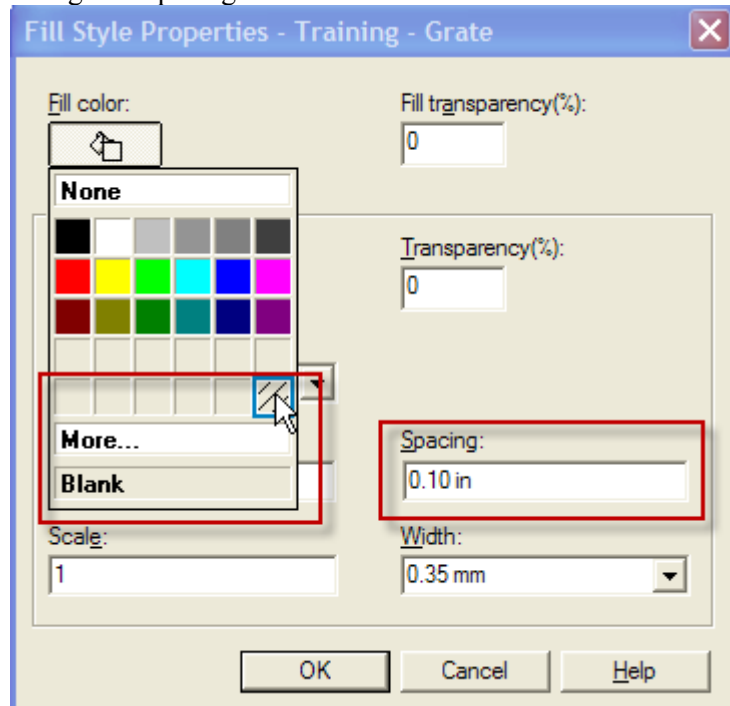 Fill Style Properties - Training - Grate
Fill color:
Fill transparency(%):
0
None
Transparency(%):
0
More...
Blank
Spacing:
0.10 in
Scale:
1
Width:
0.35 mm
OK
Cancel
Help